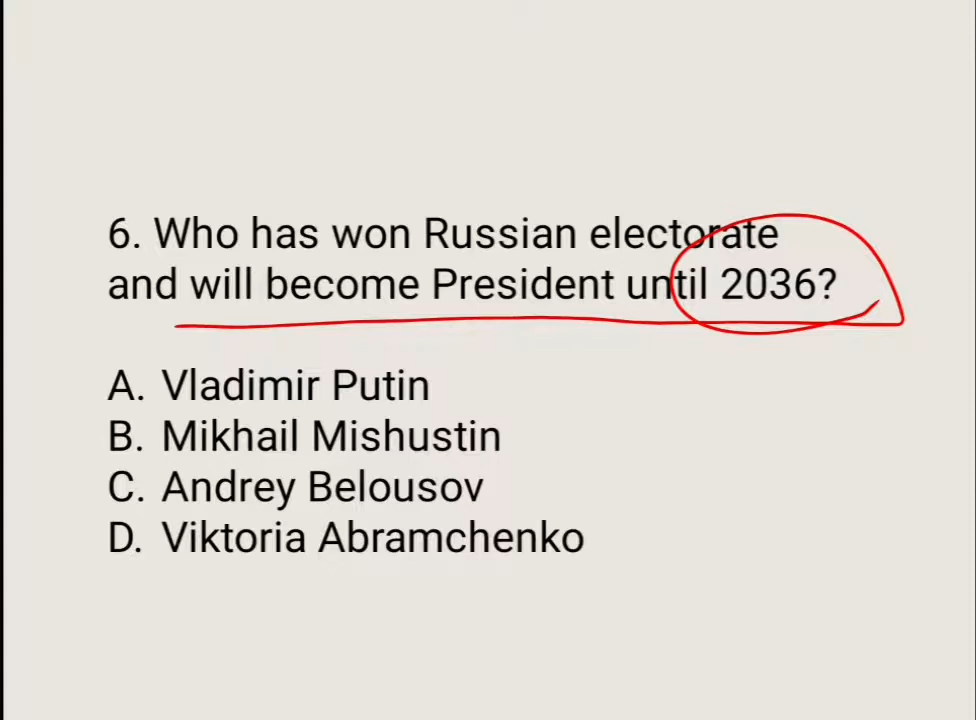 6. Who has won Russian electorate
and will become President until 2036?
A. Vladimir Putin
B. Mikhail Mishustin
C. Andrey Belousov
D. Viktoria Abramchenko